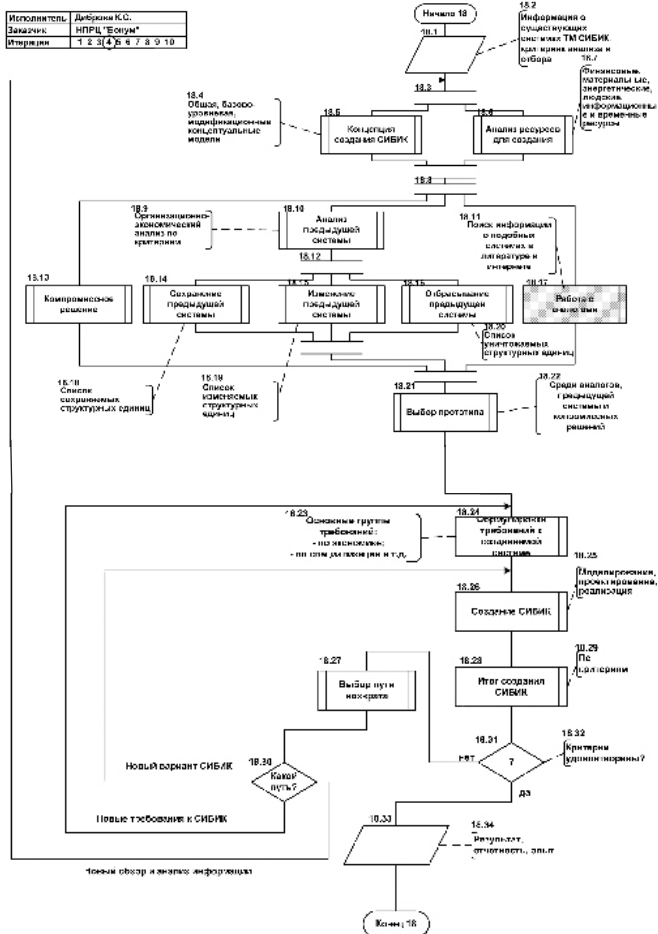 Исполнитель Диброва К.С.
Заказчик НПРЦ "Бонум"
Итерации 1 2 3 4 5 6 7 8 9 10
Начало 18
18.1
18.2
Информация о
существующих
системах ТМ СИБИК,
критерии анализа и
отбора
18.3
18.4
Общая, базово-
уровневая,
модификационные
концептуальные
модели
18.5
Концепция
создания СИБИК
18.6
Анализ ресурсов
для создания
18.7
Финансовые,
материальные,
энергетические,
людские,
информационны
е и временные
ресурсы
18.8
18.9
Организационно-
экономический
анализ по
критериям
18.10
Анализ
предыдущей
системы
18.11
Поиск информации
о подобных
системах в
литературе и
интернете
18.12
18.13
Компромиссное
решение
18.14
Сохранение
предыдущей
системы
18.15
Изменение
предыдущей
системы
18.16
Отбрасывание
предыдущей
системы
18.17
Работа с
аналогами
18.18
Список
сохраняемых
структурных единиц
18.19
Список
изменяемых
структурных
единиц
18.20
Список
уничтожаемых
структурных единиц
18.21
Выбор прототипа
18.22
Среди аналогов,
предыдущей
системы и
компромиссных
решений
18.23
Основные группы
требований:
- по экономике;
- по специализации и т.д.
18.24
Формулировка
требований к
создаваемой
системе
18.25
Моделирование,
проектирование,
реализация
18.26
Создание СИБИК
18.27
Выбор пути
возврата
18.28
Итог создания
СИБИК
18.29
По
критериям
18.30
Какой
путь?
18.31
?
нет
да
18.32
Критерии
удовлетворены?
Новый вариант СИБИК
Новые требования к СИБИК
Новый обзор и анализ информации
18.33
18.34
Результат,
отчетность, опыт
Конец 18